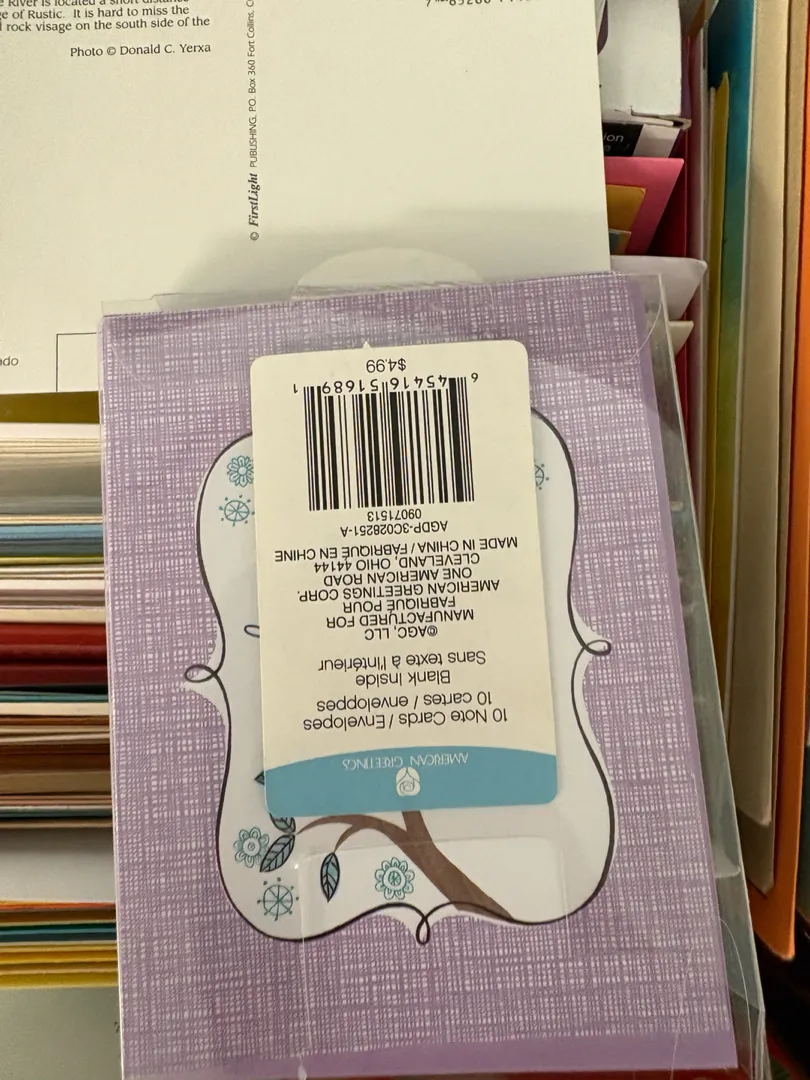 River is located a short distance
ge of Rustic. It is hard to miss the
rock visage on the south side of the
Photo © Donald C. Yerxa
© FirstLight PUBLISHING, P.O. Box 360 Fort Collins,
ado
ion
AMERICAN GREETINGS
10 Note Cards / Envelopes
10 cartes / enveloppes
Blank Inside
Sans texte à l'intérieur
©AGC, LLC
MANUFACTURED FOR
FABRIQUÉ POUR
AMERICAN GREETINGS CORP.
ONE AMERICAN ROAD
CLEVELAND, OHIO 44144
MADE IN CHINA / FABRIQUÉ EN CHINE
AGDP-3C028251-A
09071513
6 45416 51689 1
$4.99